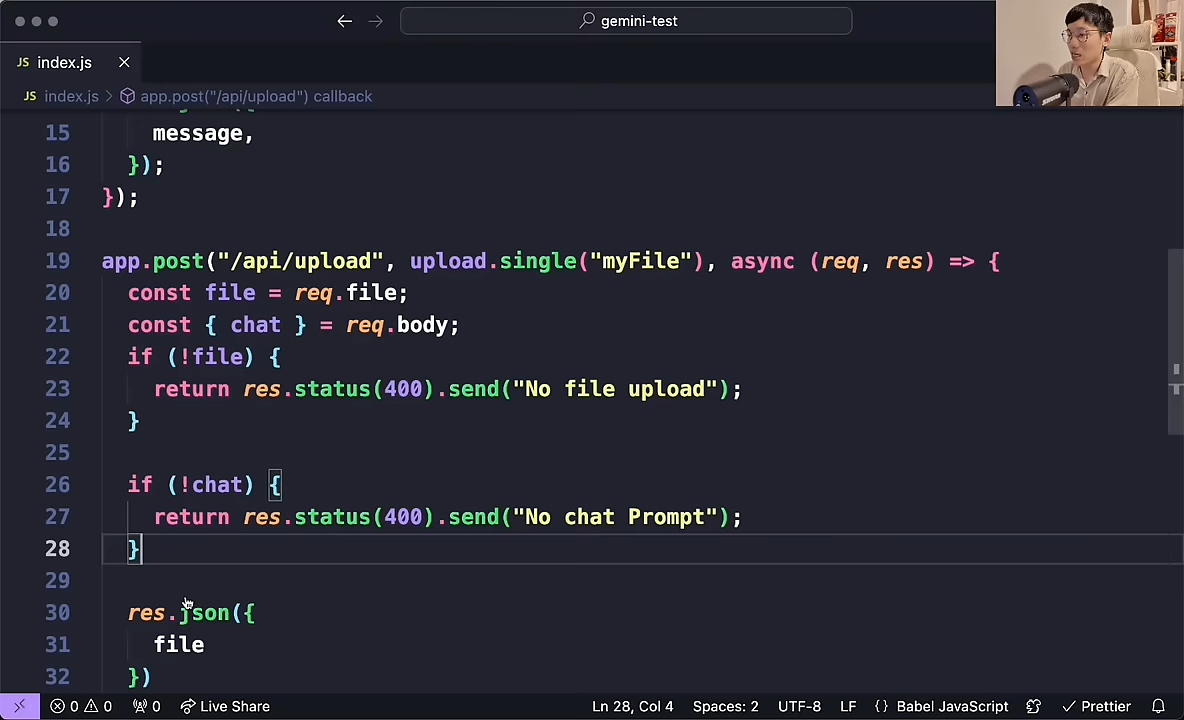 gemini-test
JS index.js
JS index.js > app.post("/api/upload") callback
15 message,
16 });
17 });
18
19 app.post("/api/upload", upload.single("myFile"), async (req, res) => {
20 const file = req.file;
21 const { chat } = req.body;
22 if (!file) {
23 return res.status(400).send("No file upload");
24 }
25
26 if (!chat) {
27 return res.status(400).send("No chat Prompt");
28 }
29
30 res.json({
31 file
32 })
0 0 0 Live Share Ln 28, Col 4 Spaces: 2 UTF-8 LF {} Babel JavaScript Prettier